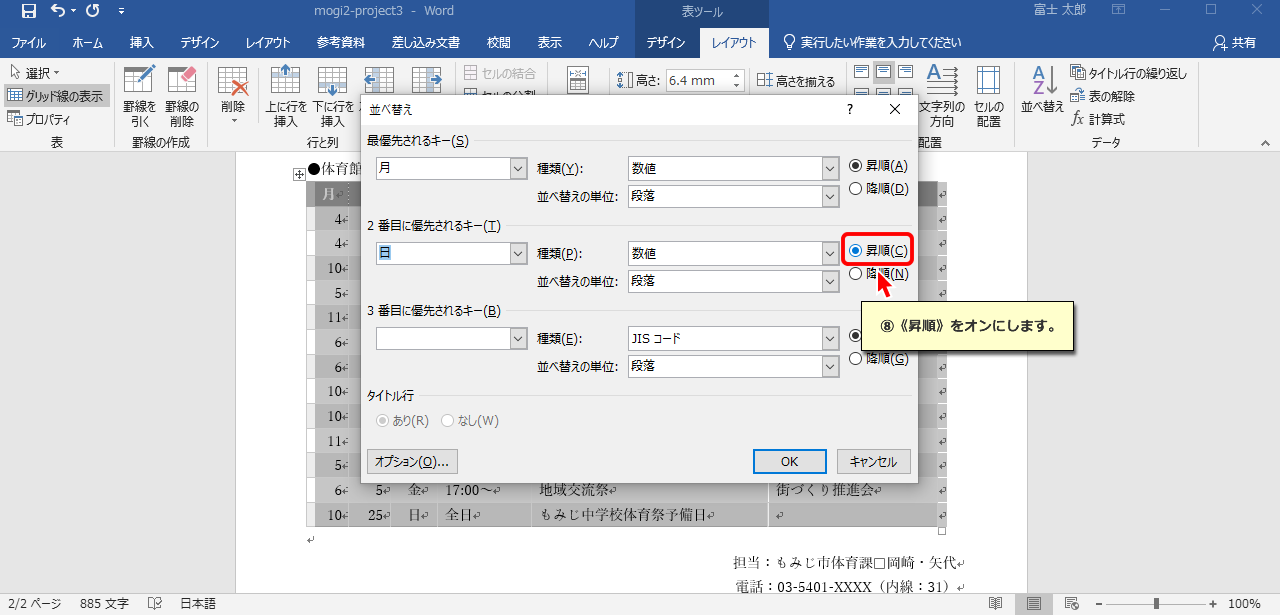 mogi2-project3 - Word
表ツール
富士 太郎
ファイル ホーム 挿入 デザイン レイアウト 参考資料 差し込み文書 校閲 表示 ヘルプ デザイン レイアウト 実行したい作業を入力してください 共有
選択
グリッド線の表示
プロパティ
表
罫線を引く
罫線の削除
罫線の作成
削除
上に行を挿入
下に行を挿入
行と列
セルの結合
高さ: 6.4 mm
高さを揃える
文字列の方向
セルの配置
配置
並べ替え
タイトル行の繰り返し
表の解除
計算式
データ
並べ替え ?
最優先されるキー(S)
月 種類(Y): 数値 昇順(A)
並べ替えの単位: 段落 降順(D)
2 番目に優先されるキー(T)
日 種類(P): 数値 昇順(C)
並べ替えの単位: 段落 降順(N)
3 番目に優先されるキー(B)
種類(E): JIS コード
並べ替えの単位: 段落 降順(G)
タイトル行
あり(R) なし(W)
オプション(O)... OK キャンセル
⑧《昇順》をオンにします。
●体育館
月
4
4
10
5
11
6
6
10
10
11
5
6 5 金 17:00～ 地域交流祭 街づくり推進会
10 25 日 全日 もみじ中学校体育祭予備日
担当：もみじ市体育課□岡崎・矢代
電話：03-5401-XXXX（内線：31）
2/2 ページ 885 文字 日本語 100%